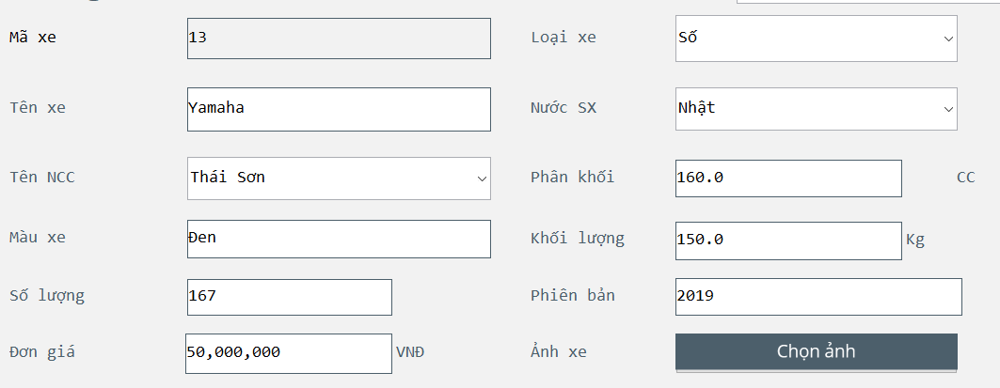 Mã xe 13 Loại xe Số
Tên xe Yamaha Nước SX Nhật
Tên NCC Thái Sơn Phân khối 160.0 CC
Màu xe Đen Khối lượng 150.0 Kg
Số lượng 167 Phiên bản 2019
Đơn giá 50,000,000 VNĐ Ảnh xe Chọn ảnh